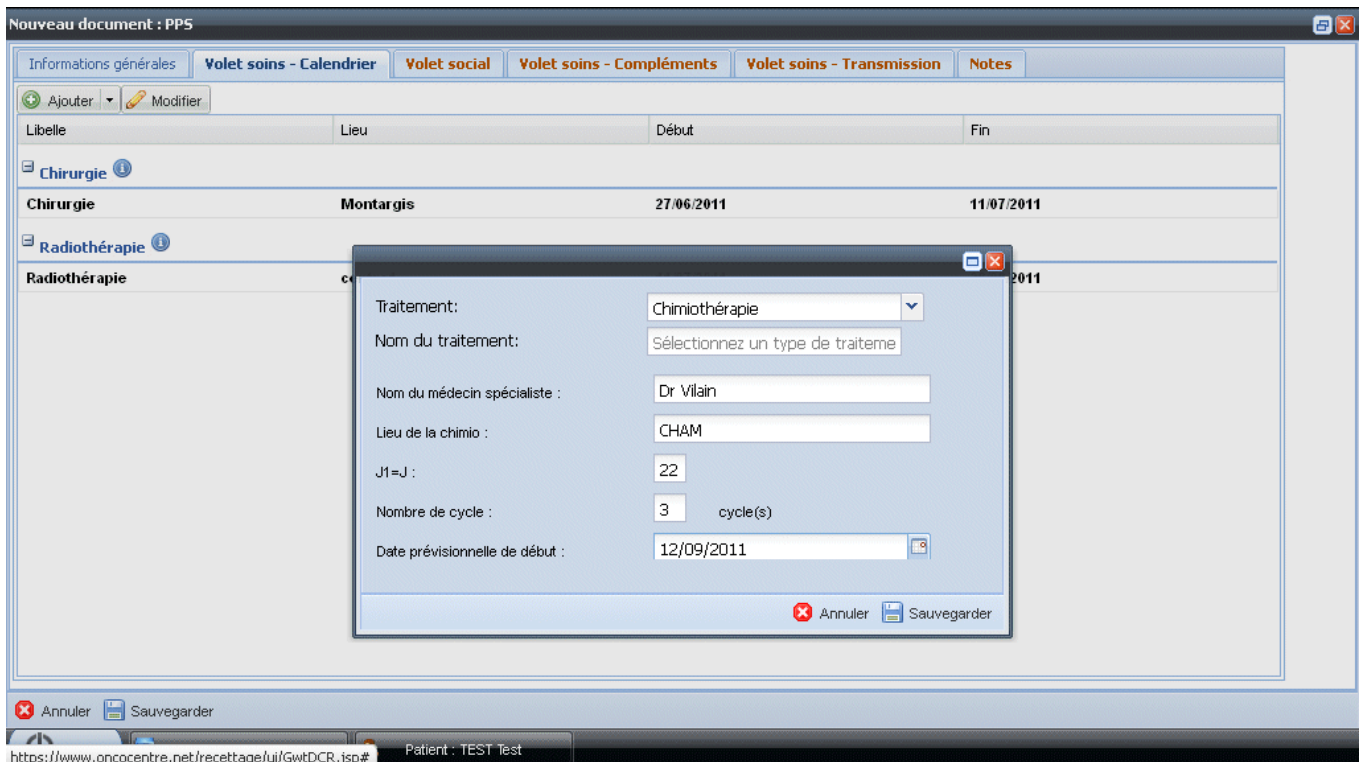 Nouveau document : PPS
Informations générales Volet soins - Calendrier Volet social Volet soins - Compléments Volet soins - Transmission Notes
Ajouter Modifier
Libelle Lieu Début Fin
Chirurgie
Chirurgie Montargis 27/06/2011 11/07/2011
Radiothérapie
Radiothérapie
Traitement: Chimiothérapie
Nom du traitement: Sélectionnez un type de traiteme
Nom du médecin spécialiste : Dr Vilain
Lieu de la chimio : CHAM
J1=J : 22
Nombre de cycle : 3 cycle(s)
Date prévisionnelle de début : 12/09/2011
Annuler Sauvegarder
Annuler Sauvegarder
Patient : TEST Test
https://www.oncocentre.net/recettage/ui/GwtDCR.jsp#